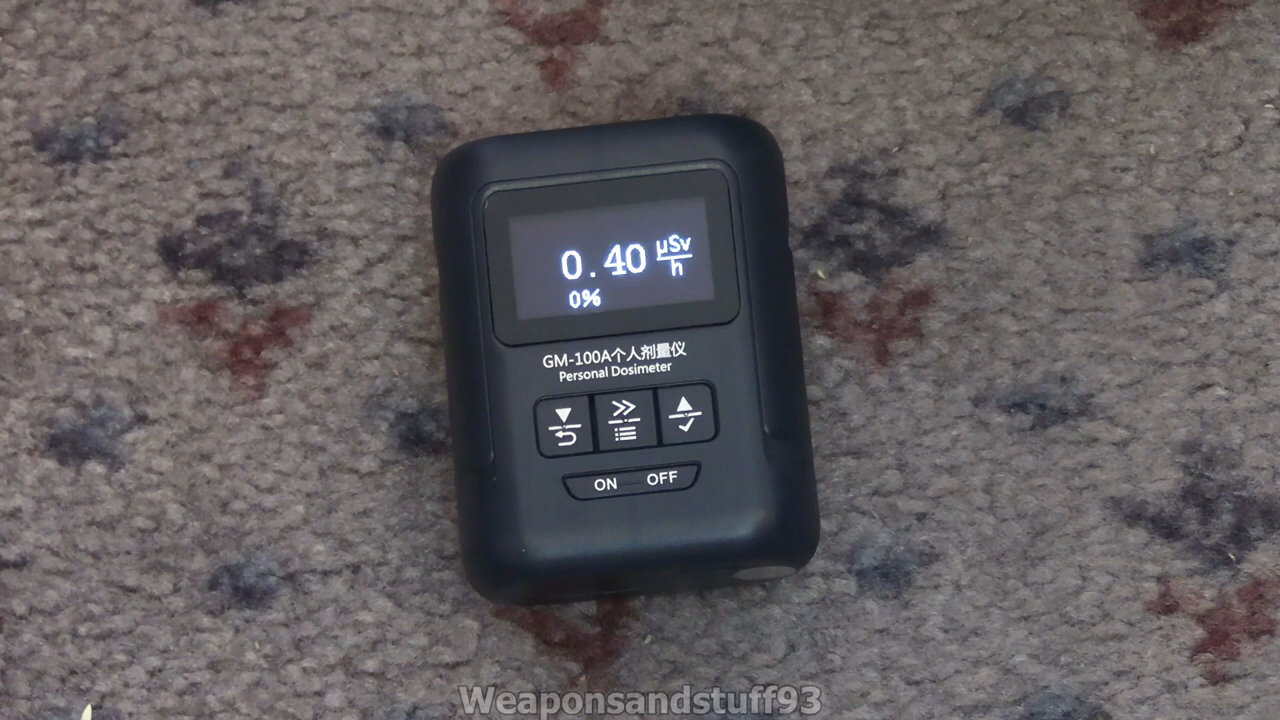 0.40 µSv/h
0%
GM-100A个人剂量仪
Personal Dosimeter
ON OFF
Weaponsandstuff93